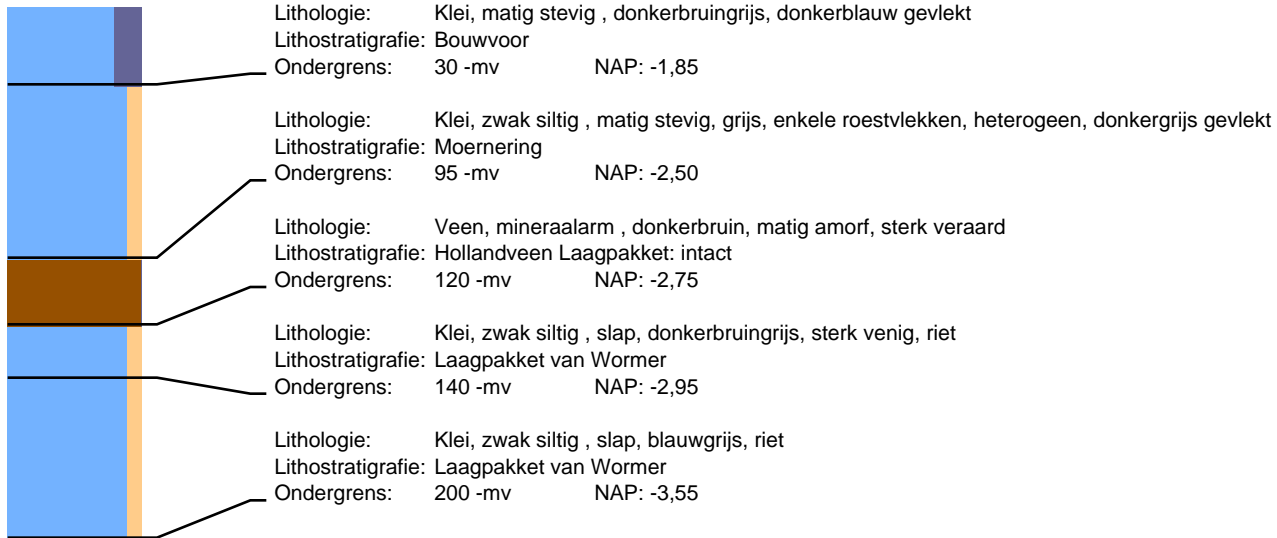 Lithologie: Klei, matig stevig , donkerbruingrijs, donkerblauw gevlekt
Lithostratigrafie: Bouwvoor
Ondergrens: 30 -mv NAP: -1,85
Lithologie: Klei, zwak siltig , matig stevig, grijs, enkele roestvlekken, heterogeen, donkergrijs gevlekt
Lithostratigrafie: Moernering
Ondergrens: 95 -mv NAP: -2,50
Lithologie: Veen, mineraalarm , donkerbruin, matig amorf, sterk veraard
Lithostratigrafie: Hollandveen Laagpakket: intact
Ondergrens: 120 -mv NAP: -2,75
Lithologie: Klei, zwak siltig , slap, donkerbruingrijs, sterk venig, riet
Lithostratigrafie: Laagpakket van Wormer
Ondergrens: 140 -mv NAP: -2,95
Lithologie: Klei, zwak siltig , slap, blauwgrijs, riet
Lithostratigrafie: Laagpakket van Wormer
Ondergrens: 200 -mv NAP: -3,55